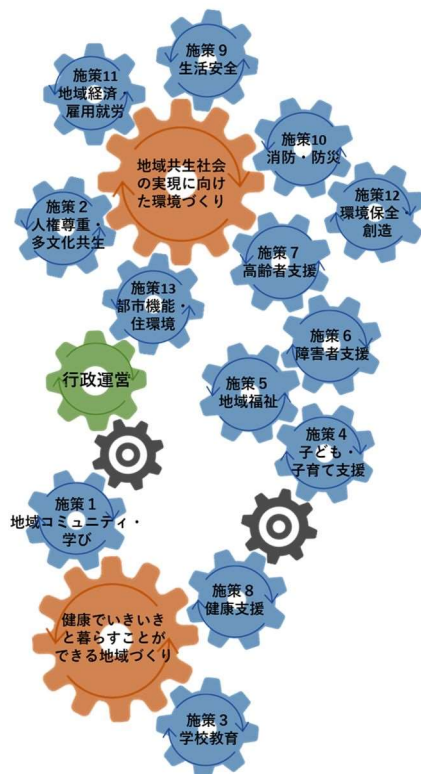 施策９
生活安全
施策11
地域経済・
雇用就労
施策10
消防・防災
地域共生社会
の実現に向け
た環境づくり
施策12
環境保全・
創造
施策２
人権尊重・
多文化共生
施策７
高齢者支援
施策13
都市機能・
住環境
施策６
障害者支援
行政運営
施策５
地域福祉
施策４
子ども・
子育て支援
施策１
地域コミュニティ・
学び
施策８
健康支援
健康でいきいき
と暮らすことが
できる地域づくり
施策３
学校教育